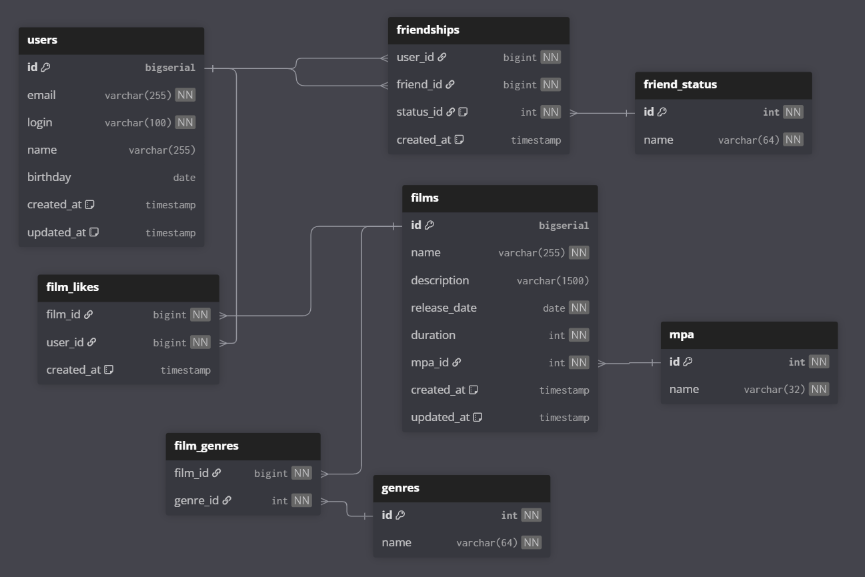 users
id bigserial
email varchar(255) NN
login varchar(100) NN
name varchar(255)
birthday date
created_at timestamp
updated_at timestamp
friendships
user_id bigint NN
friend_id bigint NN
status_id int NN
created_at timestamp
friend_status
id int NN
name varchar(64) NN
films
id bigserial
name varchar(255) NN
description varchar(1500)
release_date date NN
duration int NN
mpa_id int NN
created_at timestamp
updated_at timestamp
film_likes
film_id bigint NN
user_id bigint NN
created_at timestamp
mpa
id int NN
name varchar(32) NN
film_genres
film_id bigint NN
genre_id int NN
genres
id int NN
name varchar(64) NN